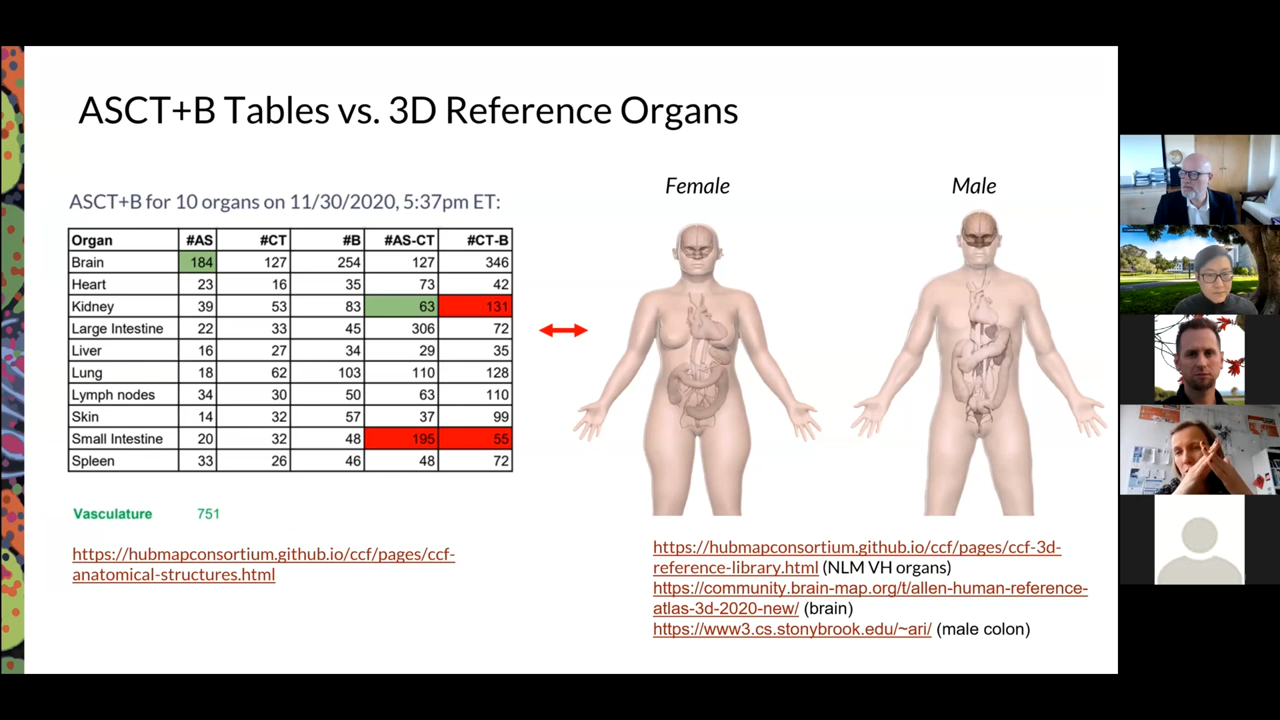 ASCT+B Tables vs. 3D Reference Organs
ASCT+B for 10 organs on 11/30/2020, 5:37pm ET:
Organ #AS #CT #B #AS-CT #CT-B
Brain 184 127 254 127 346
Heart 23 16 35 73 42
Kidney 39 53 83 63 131
Large Intestine 22 33 45 306 72
Liver 16 27 34 29 35
Lung 18 62 103 110 128
Lymph nodes 34 30 50 63 110
Skin 14 32 57 37 99
Small Intestine 20 32 48 195 55
Spleen 33 26 46 48 72
Vasculature 751
https://hubmapconsortium.github.io/ccf/pages/ccf-
anatomical-structures.html
Female
Male
https://hubmapconsortium.github.io/ccf/pages/ccf-3d-
reference-library.html (NLM VH organs)
https://community.brain-map.org/t/allen-human-reference-
atlas-3d-2020-new/ (brain)
https://www3.cs.stonybrook.edu/~ari/ (male colon)